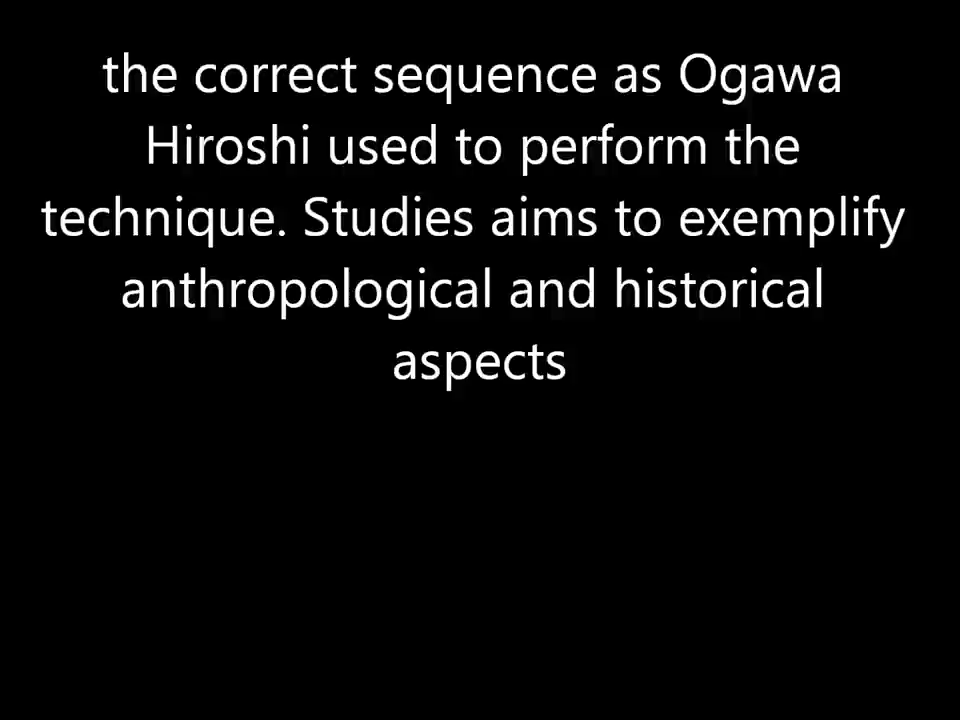 the correct sequence as Ogawa
Hiroshi used to perform the
technique. Studies aims to exemplify
anthropological and historical
aspects